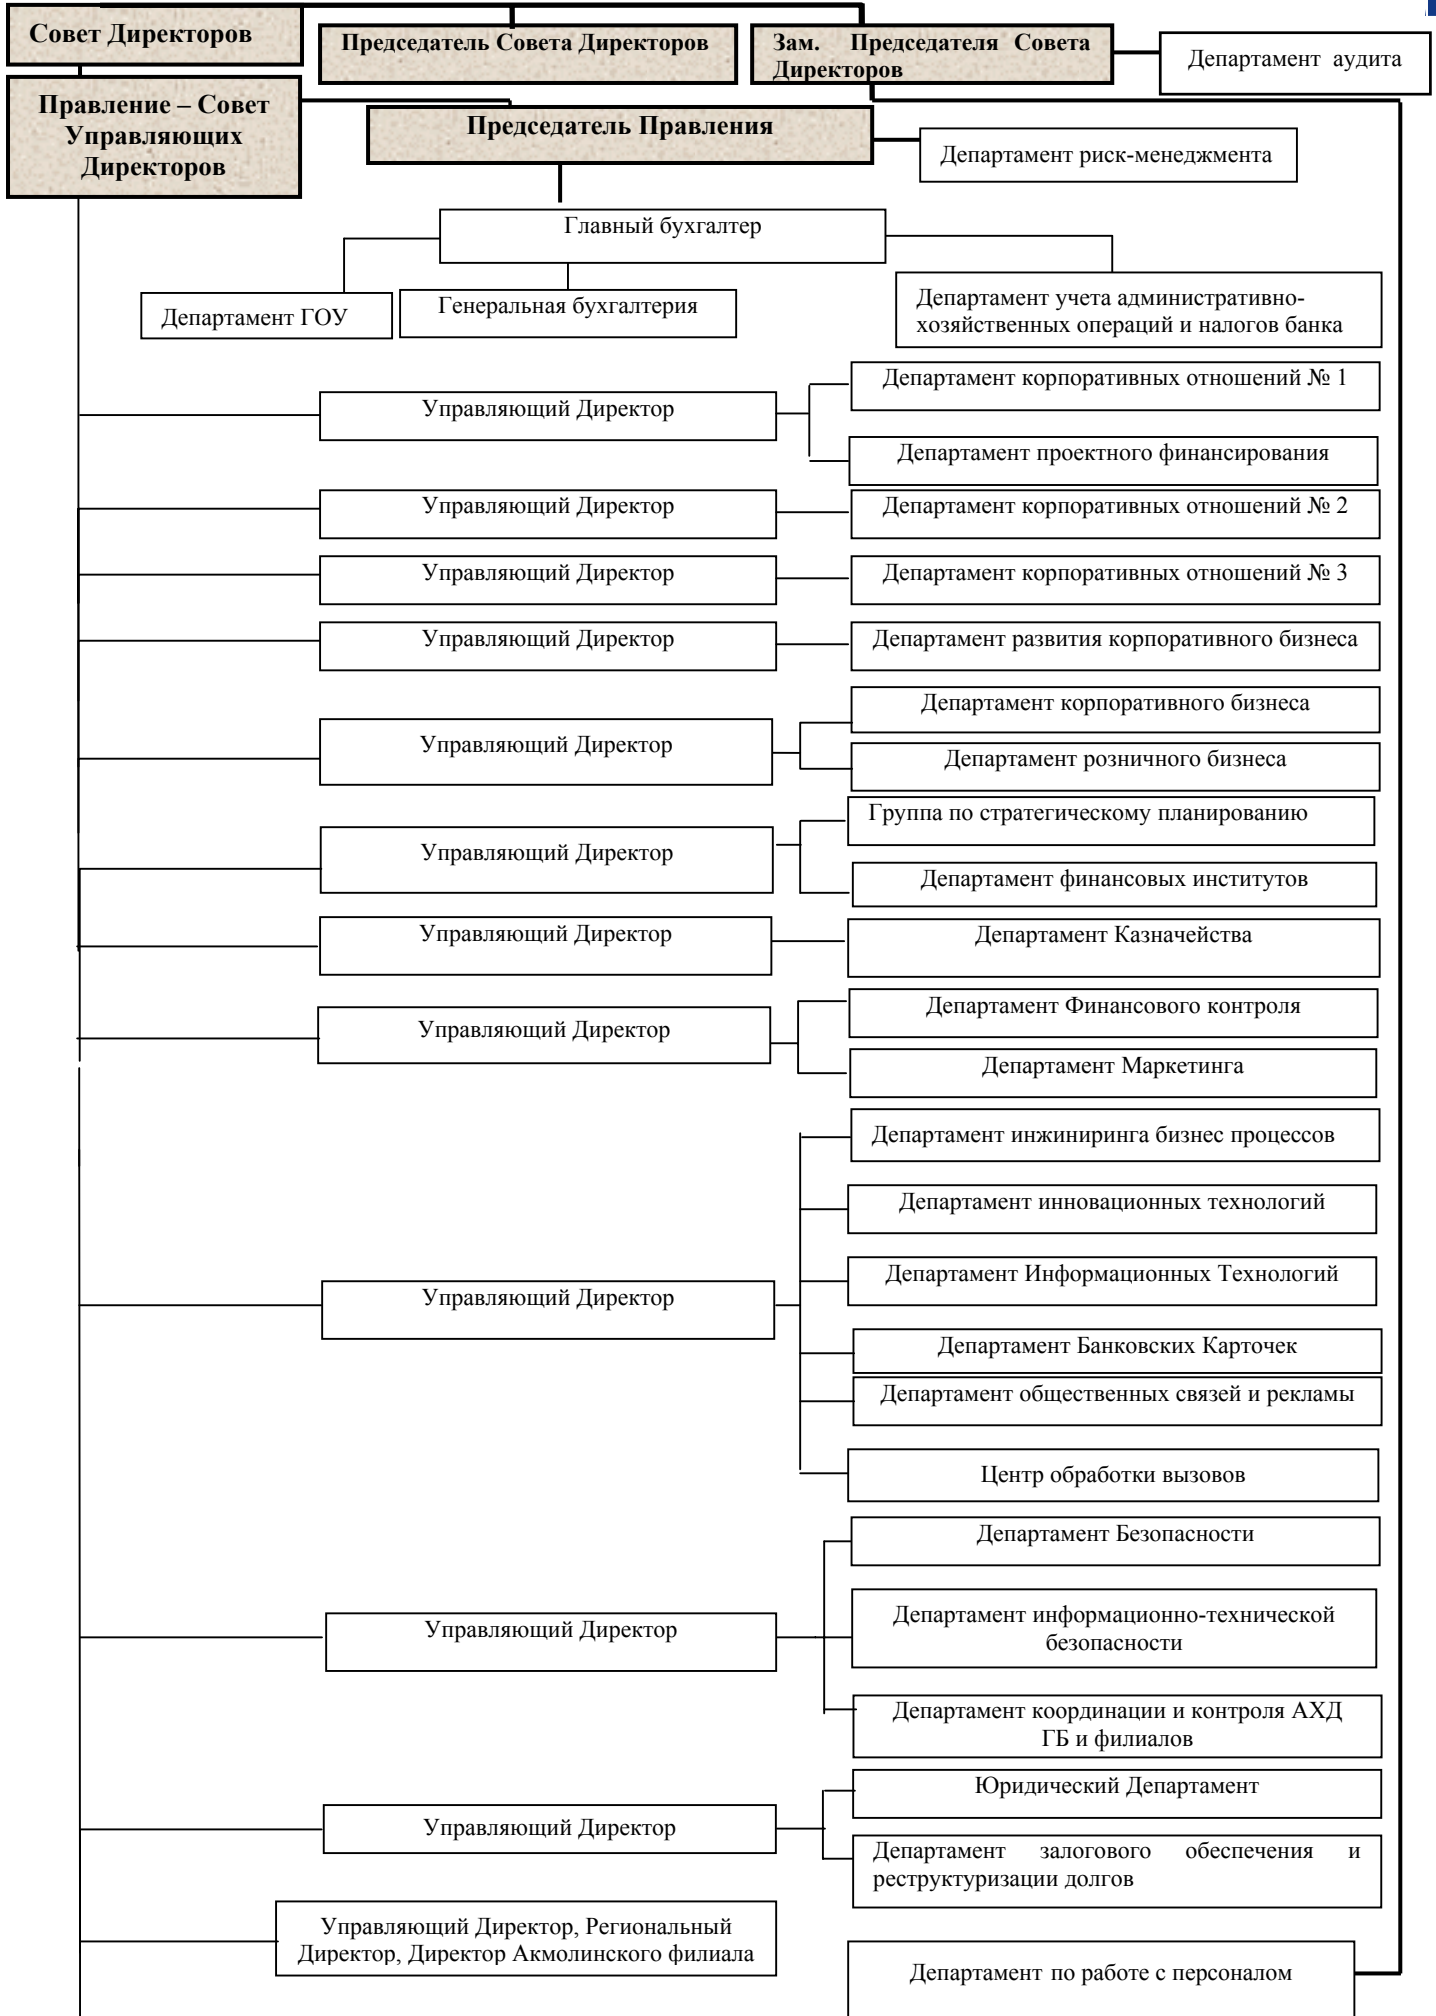 Совет Директоров
Председатель Совета Директоров
Зам. Председателя Совета
Директоров
Департамент аудита
Правление – Совет
Управляющих
Директоров
Председатель Правления
Департамент риск-менеджмента
Главный бухгалтер
Департамент ГОУ
Генеральная бухгалтерия
Департамент учета административно-
хозяйственных операций и налогов банка
Управляющий Директор
Департамент корпоративных отношений № 1
Департамент проектного финансирования
Управляющий Директор
Департамент корпоративных отношений № 2
Управляющий Директор
Департамент корпоративных отношений № 3
Управляющий Директор
Департамент развития корпоративного бизнеса
Управляющий Директор
Департамент корпоративного бизнеса
Департамент розничного бизнеса
Управляющий Директор
Группа по стратегическому планированию
Департамент финансовых институтов
Управляющий Директор
Департамент Казначейства
Управляющий Директор
Департамент Финансового контроля
Департамент Маркетинга
Управляющий Директор
Департамент инжиниринга бизнес процессов
Департамент инновационных технологий
Департамент Информационных Технологий
Департамент Банковских Карточек
Департамент общественных связей и рекламы
Центр обработки вызовов
Управляющий Директор
Департамент Безопасности
Департамент информационно-технической
безопасности
Департамент координации и контроля АХД
ГБ и филиалов
Управляющий Директор
Юридический Департамент
Департамент залогового обеспечения и
реструктуризации долгов
Управляющий Директор, Региональный
Директор, Директор Акмолинского филиала
Департамент по работе с персоналом